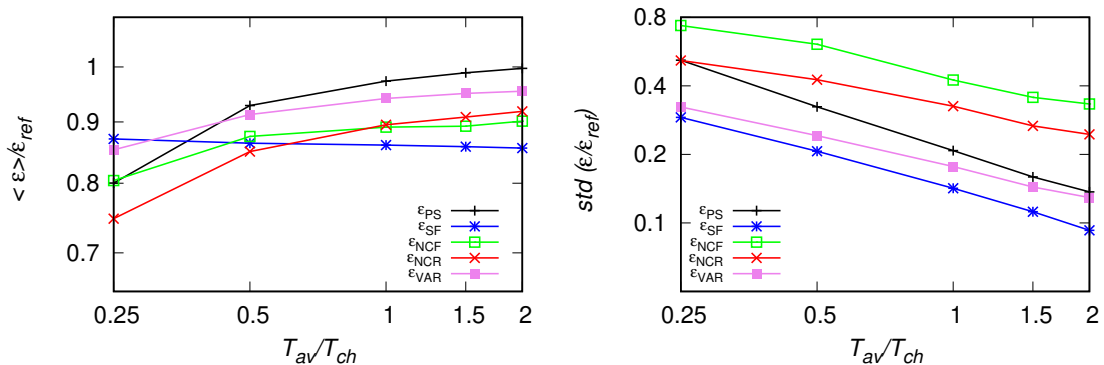 1
0.9
0.8
0.7
< ε>/ε_ref
ε_PS
ε_SF
ε_NCF
ε_NCR
ε_VAR
0.25 0.5 1 1.5 2
T_av/T_ch
0.8
0.4
0.2
0.1
std (ε/ε_ref)
ε_PS
ε_SF
ε_NCF
ε_NCR
ε_VAR
0.25 0.5 1 1.5 2
T_av/T_ch